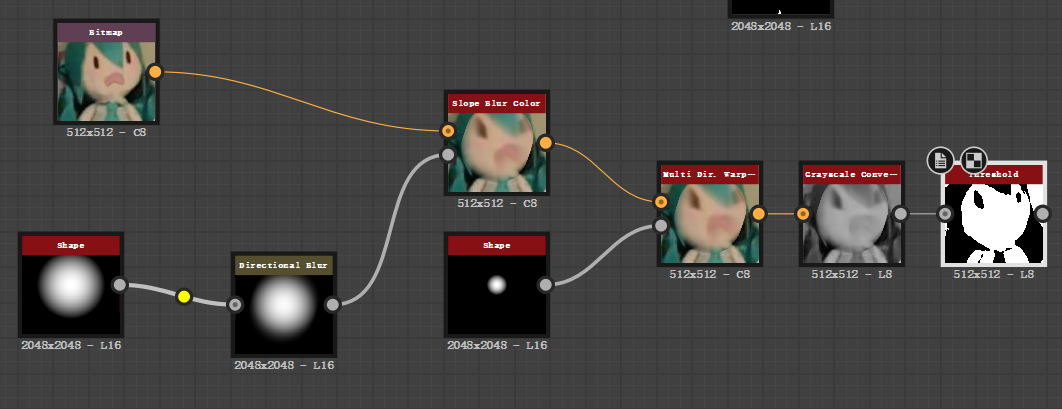 2048x2048 - L16
Bitmap
512x512 - C8
Slope Blur Color
512x512 - C8
Multi Dir. Warp—
512x512 - C8
Grayscale Conve—
512x512 - L8
Threshold
512x512 - L8
Shape
2048x2048 - L16
Directional Blur
2048x2048 - L16
Shape
2048x2048 - L16